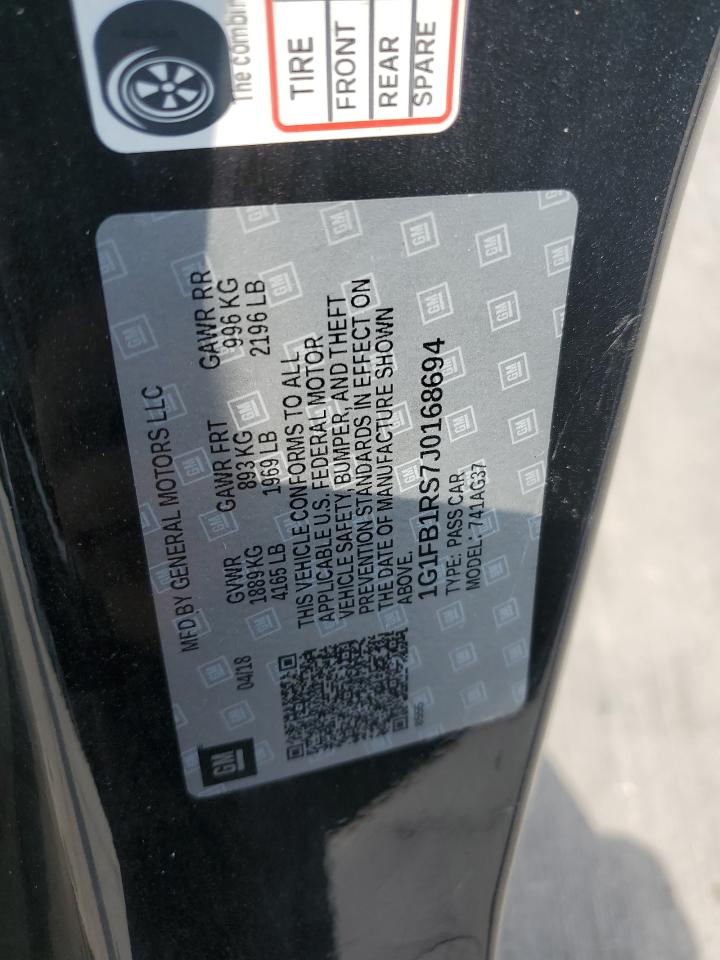 The combin
TIRE
FRONT
REAR
SPARE
MFD BY GENERAL MOTORS LLC
04/18
GVWR GAWR FRT GAWR RR
1889 KG 893 KG 996 KG
4165 LB 1969 LB 2196 LB
THIS VEHICLE CONFORMS TO ALL
APPLICABLE U.S. FEDERAL MOTOR
VEHICLE SAFETY, BUMPER, AND THEFT
PREVENTION STANDARDS IN EFFECT ON
THE DATE OF MANUFACTURE SHOWN
ABOVE.
1G1FB1RS7J0168694
TYPE: PASS CAR
MODEL: 741AG37
GM